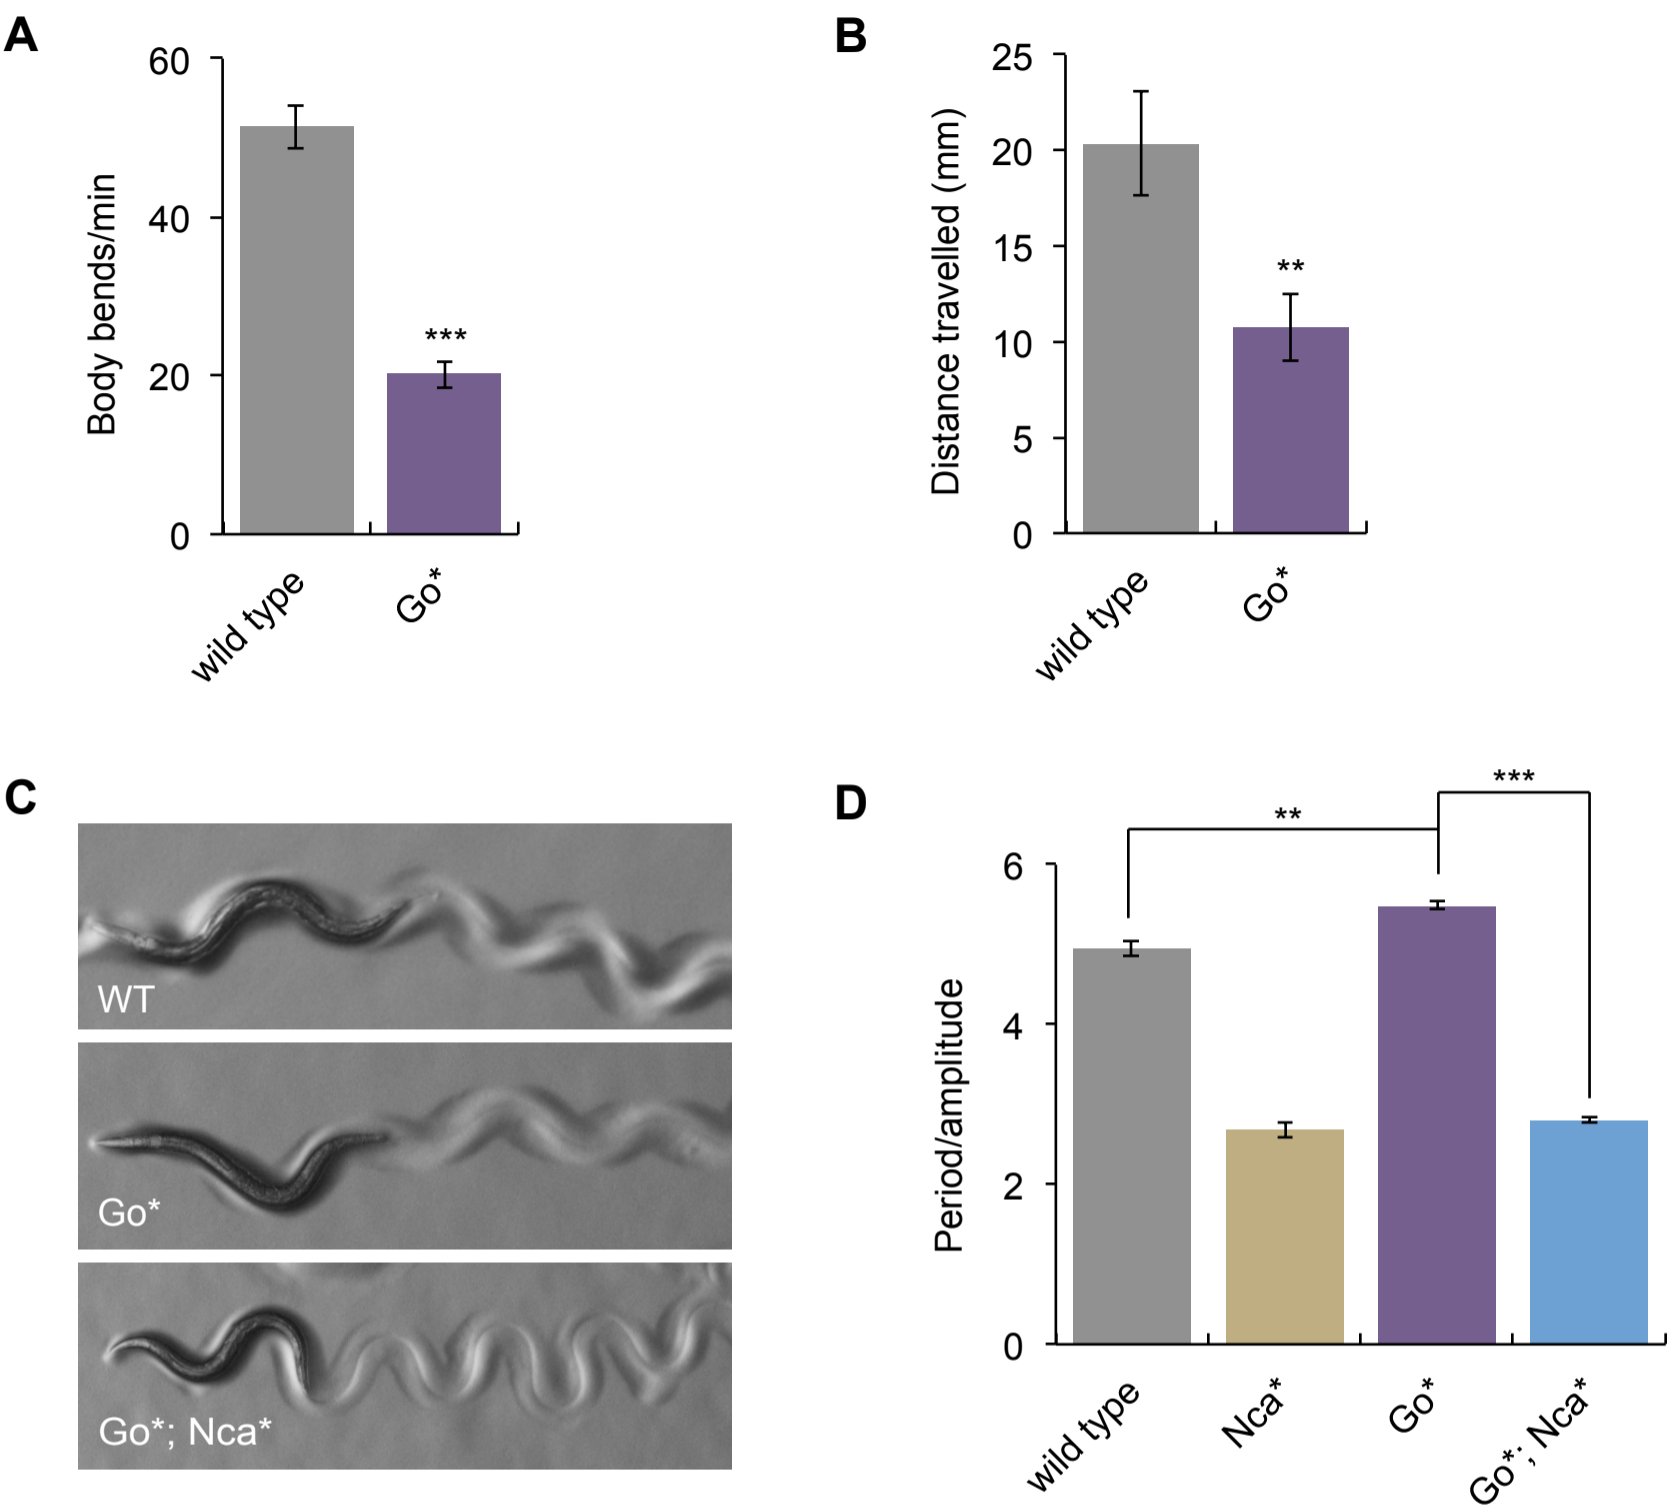 A
60
40
20
0
Body bends/min
***
wild type
Go*
B
25
20
15
10
5
0
Distance travelled (mm)
**
wild type
Go*
C
WT
Go*
Go*; Nca*
D
***
**
6
4
2
0
Period/amplitude
wild type
Nca*
Go*
Go*; Nca*